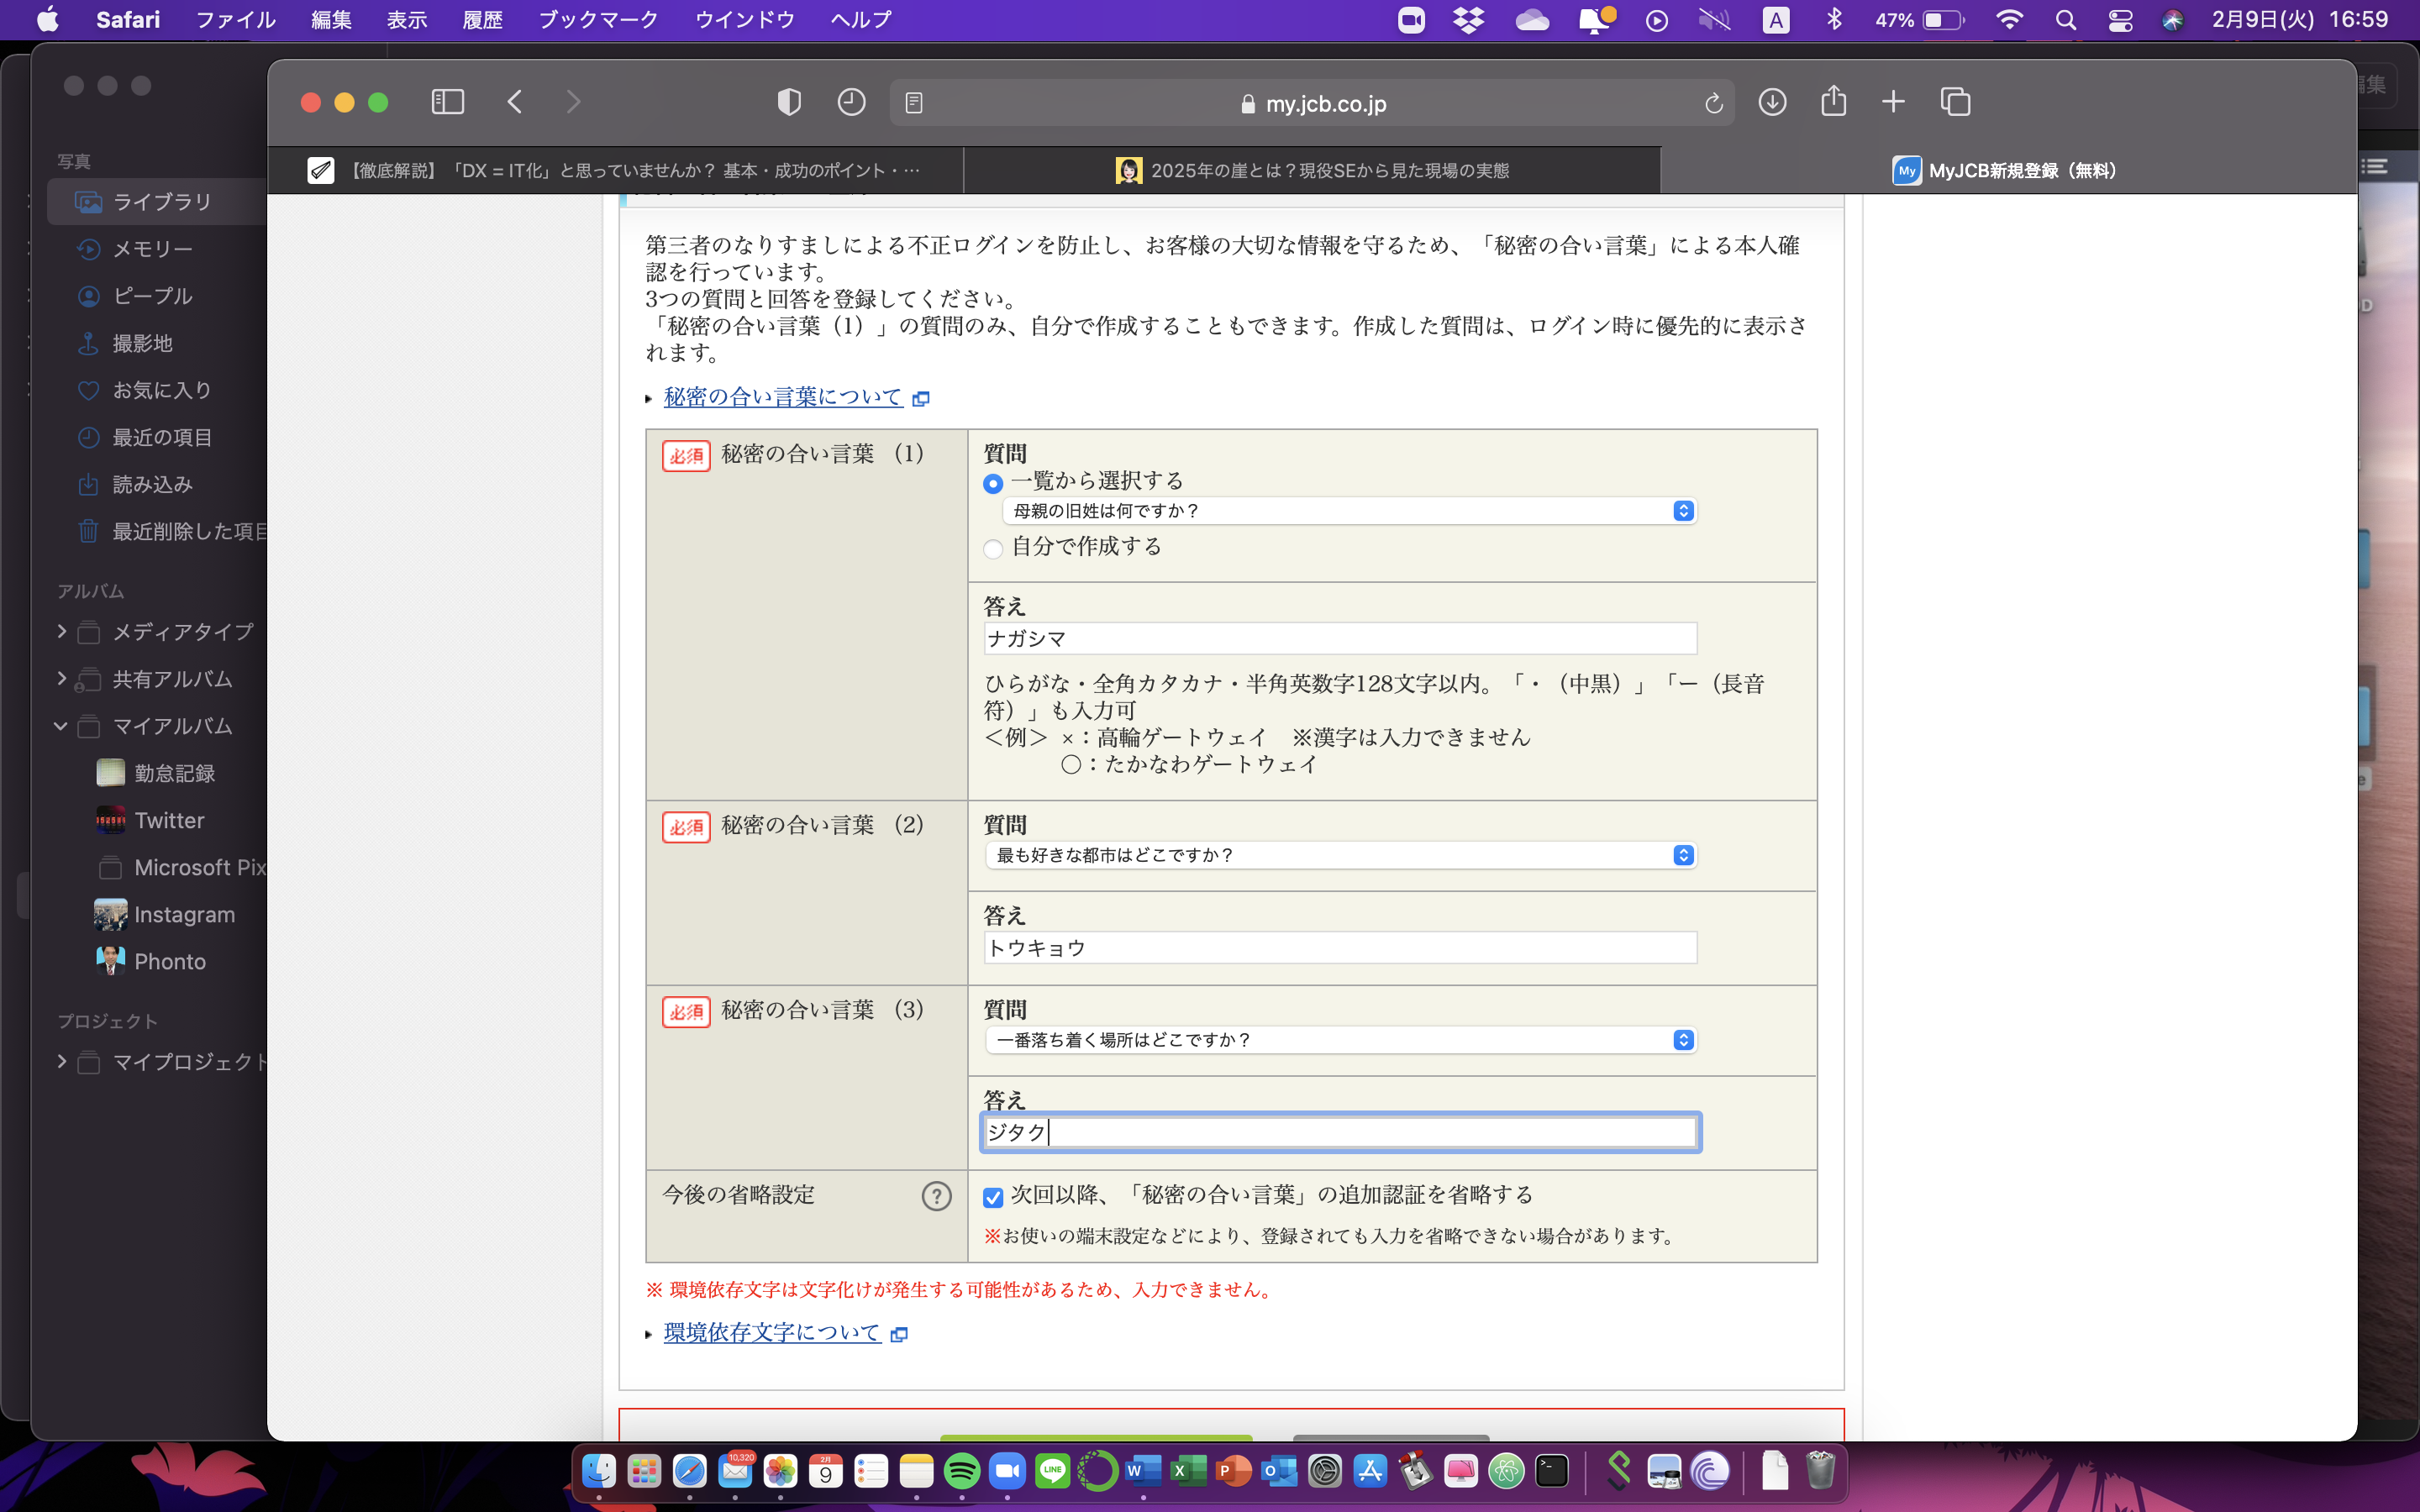 Safari ファイル 編集 表示 履歴 ブックマーク ウインドウ ヘルプ
A 47% 2月9日(火) 16:59
my.jcb.co.jp
編集
【徹底解説】「DX = IT化」と思っていませんか？ 基本・成功のポイント・…
2025年の崖とは？現役SEから見た現場の実態
My MyJCB新規登録（無料）
写真
ライブラリ
メモリー
ピープル
撮影地
お気に入り
最近の項目
読み込み
最近削除した項目
アルバム
メディアタイプ
共有アルバム
マイアルバム
勤怠記録
Twitter
Microsoft Pix
Instagram
Phonto
プロジェクト
マイプロジェクト
第三者のなりすましによる不正ログインを防止し、お客様の大切な情報を守るため、「秘密の合い言葉」による本人確
認を行っています。
3つの質問と回答を登録してください。
「秘密の合い言葉（1）」の質問のみ、自分で作成することもできます。作成した質問は、ログイン時に優先的に表示さ
れます。
秘密の合い言葉について
必須 秘密の合い言葉 （1）
質問
一覧から選択する
母親の旧姓は何ですか？
自分で作成する
答え
ナガシマ
ひらがな・全角カタカナ・半角英数字128文字以内。「・（中黒）」「ー（長音
符）」も入力可
＜例＞ ×：高輪ゲートウェイ ※漢字は入力できません
○：たかなわゲートウェイ
必須 秘密の合い言葉 （2）
質問
最も好きな都市はどこですか？
答え
トウキョウ
必須 秘密の合い言葉 （3）
質問
一番落ち着く場所はどこですか？
答え
ジタク
今後の省略設定 ?
次回以降、「秘密の合い言葉」の追加認証を省略する
※お使いの端末設定などにより、登録されても入力を省略できない場合があります。
※ 環境依存文字は文字化けが発生する可能性があるため、入力できません。
環境依存文字について
10,320
2月
9
LINE
W X P O